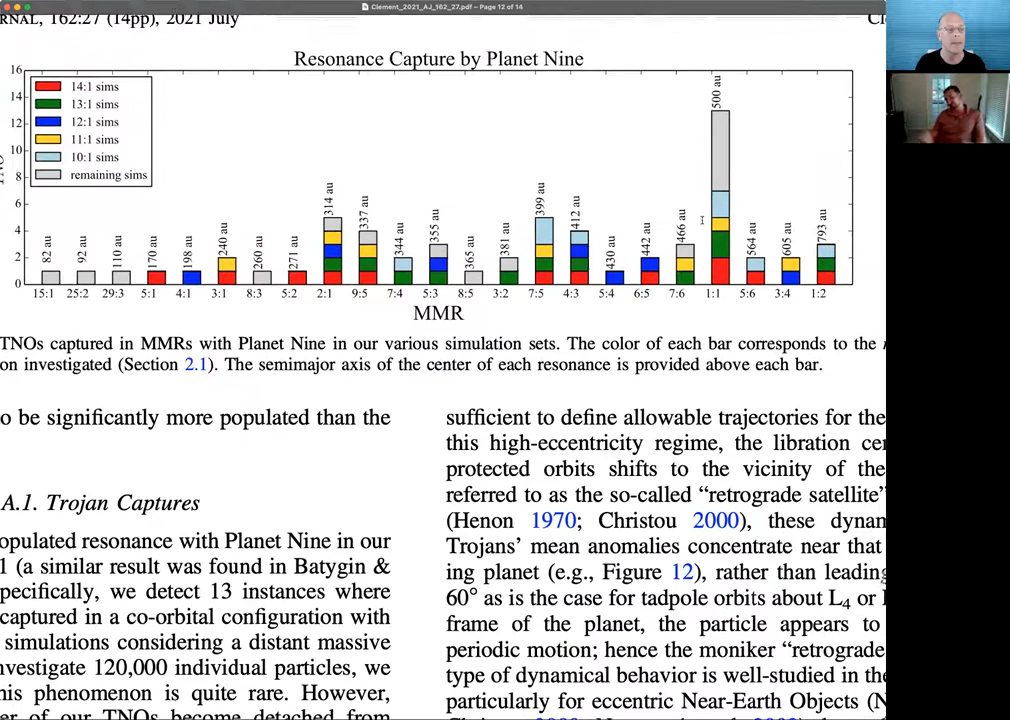 Clement_2021_AJ_162_27.pdf – Page 12 of 14
RNAL, 162:27 (14pp), 2021 July
Resonance Capture by Planet Nine
16
14
12
10
8
6
4
2
0
14:1 sims
13:1 sims
12:1 sims
11:1 sims
10:1 sims
remaining sims
82 au
92 au
110 au
170 au
198 au
240 au
260 au
271 au
314 au
337 au
344 au
355 au
365 au
381 au
399 au
412 au
430 au
442 au
466 au
500 au
564 au
605 au
793 au
15:1 25:2 29:3 5:1 4:1 3:1 8:3 5:2 2:1 9:5 7:4 5:3 8:5 3:2 7:5 4:3 5:4 6:5 7:6 1:1 5:6 3:4 1:2
MMR
TNOs captured in MMRs with Planet Nine in our various simulation sets. The color of each bar corresponds to the
on investigated (Section 2.1). The semimajor axis of the center of each resonance is provided above each bar.
o be significantly more populated than the
A.1. Trojan Captures
opulated resonance with Planet Nine in our
1 (a similar result was found in Batygin &
pecifically, we detect 13 instances where
captured in a co-orbital configuration with
simulations considering a distant massive
nvestigate 120,000 individual particles, we
his phenomenon is quite rare. However,
er of our TNOs become detached from
sufficient to define allowable trajectories for the
this high-eccentricity regime, the libration cen
protected orbits shifts to the vicinity of the
referred to as the so-called “retrograde satellite”
(Henon 1970; Christou 2000), these dynam
Trojans’ mean anomalies concentrate near that
ing planet (e.g., Figure 12), rather than leading
60° as is the case for tadpole orbits about L4 or
frame of the planet, the particle appears to
periodic motion; hence the moniker “retrograde
type of dynamical behavior is well-studied in the
particularly for eccentric Near-Earth Objects (N